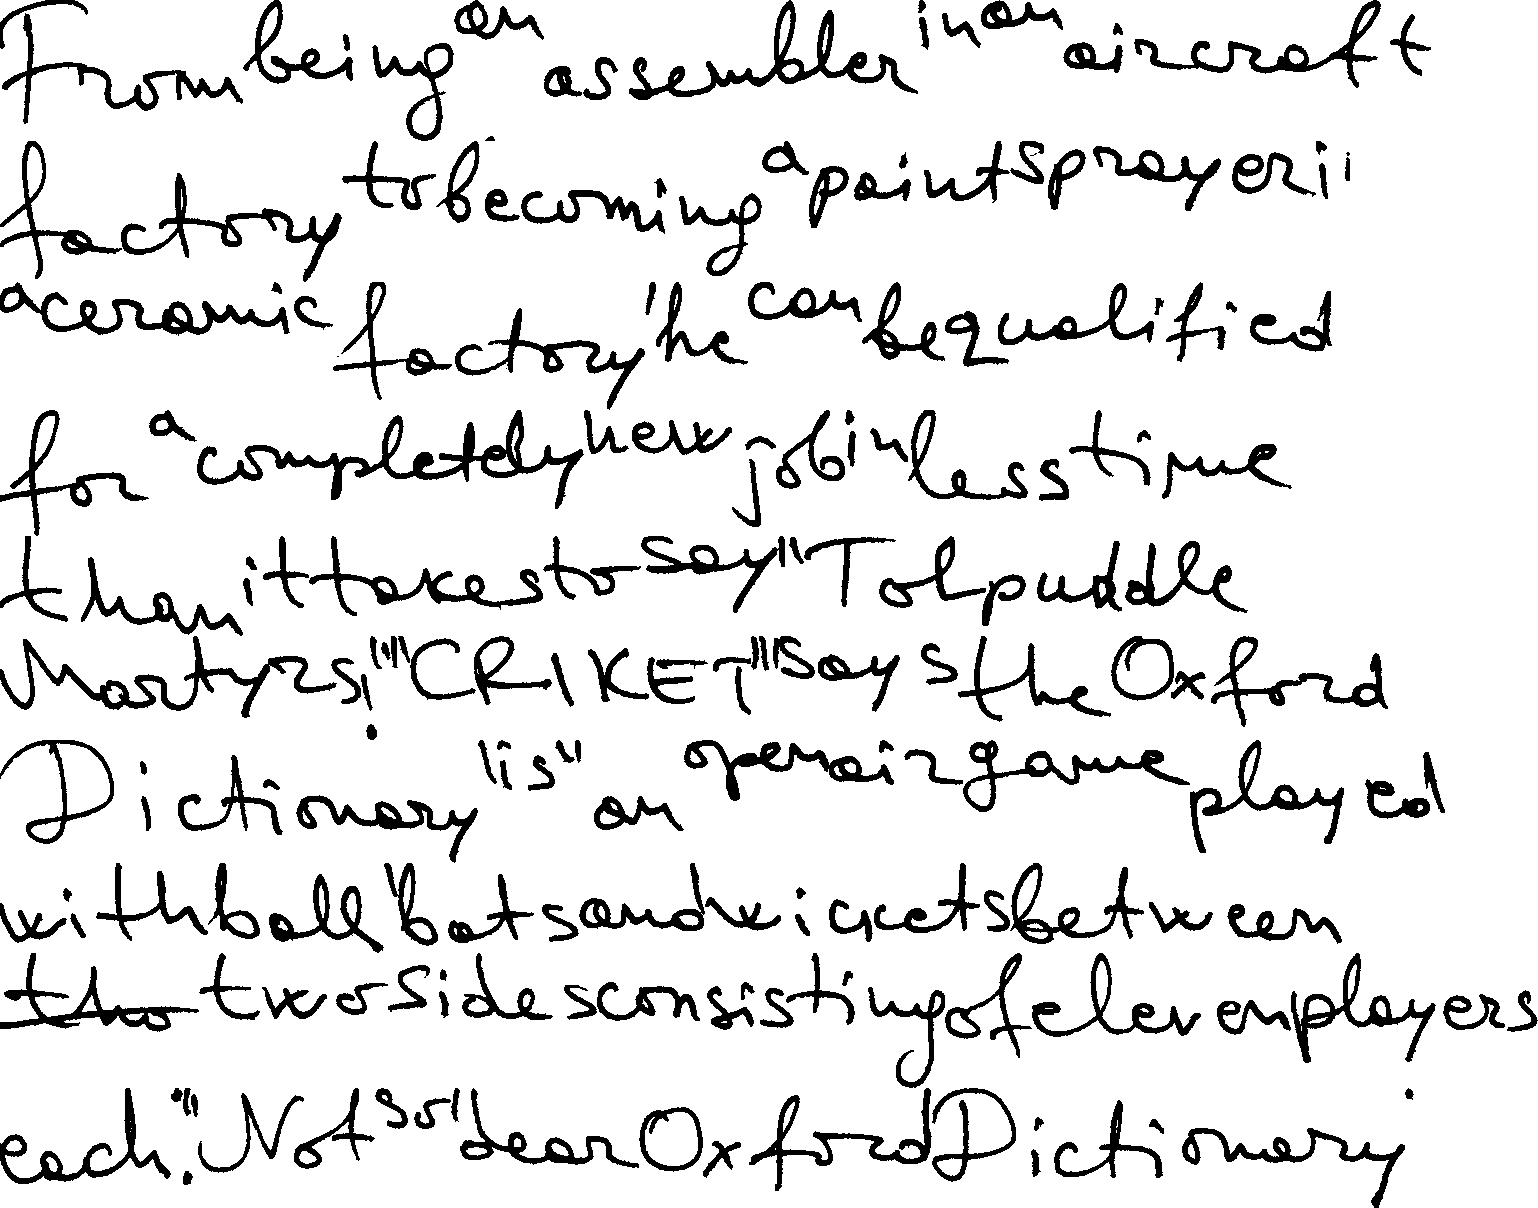 From being an assembler in an aircraft
factory to becoming a paint sprayer i
a ceramic factory, he can be qualified
for a completely new job in less time
than it takes to say "Tolpuddle
Martyrs!" "CRIKET" says the Oxford
Dictionary "is" an open air game played
with ball, bats and wickets between
two sides consisting of eleven players
each." Not so, dear Oxford Dictionary.